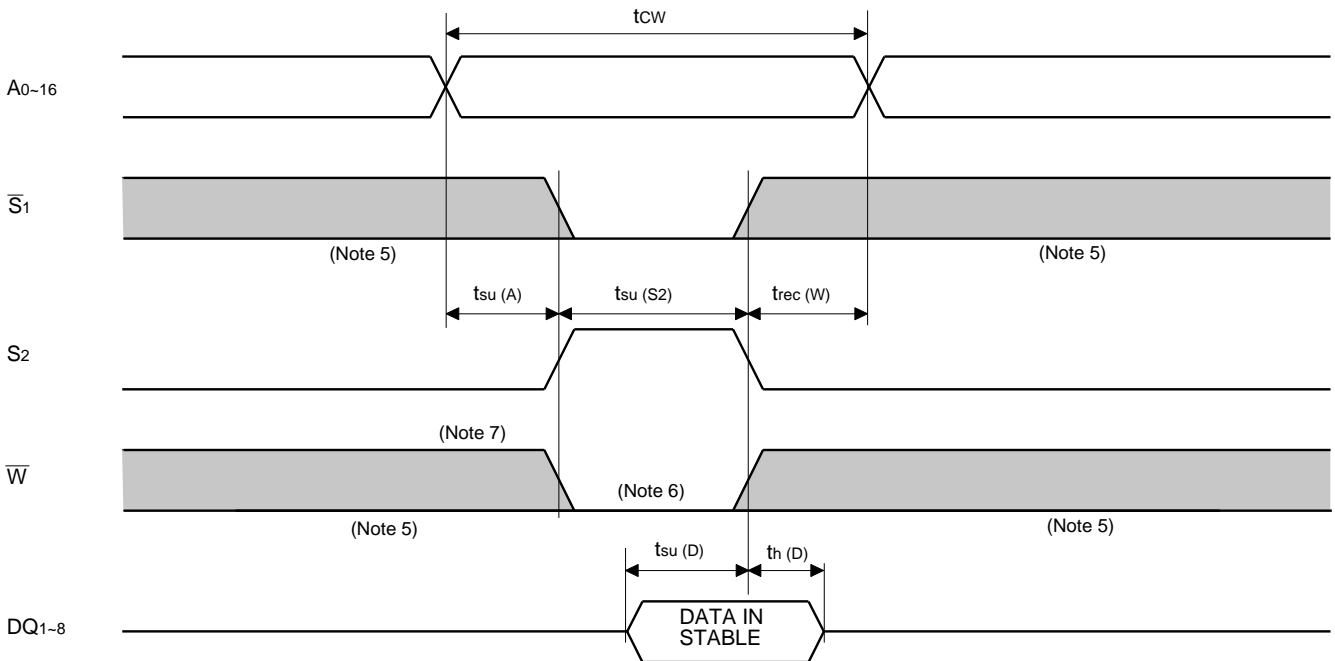 tCW
A0~16
S̅1
(Note 5) (Note 5)
tsu (A) tsu (S2) trec (W)
S2
(Note 7)
W̅
(Note 6)
(Note 5) (Note 5)
tsu (D) th (D)
DQ1~8
DATA IN
STABLE